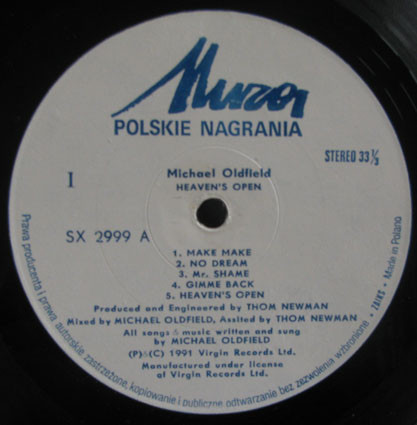 Muza
POLSKIE NAGRANIA
STEREO 33⅓
I
Michael Oldfield
HEAVEN'S OPEN
SX 2999 A
1. MAKE MAKE
2. NO DREAM
3. Mr. SHAME
4. GIMME BACK
5. HEAVEN'S OPEN
Produced and Engineered by THOM NEWMAN
Mixed by MICHAEL OLDFIELD, Assited by THOM NEWMAN
All songs & music written and sung
by MICHAEL OLDFIELD
(P)&(C) 1991 Virgin Records Ltd.
Manufactured under license
of Virgin Records Ltd.
Prawa producenta i prawa autorskie zastrzeżone, kopiowanie i publiczne odtwarzanie bez zezwolenia wzbronione
Made in Poland